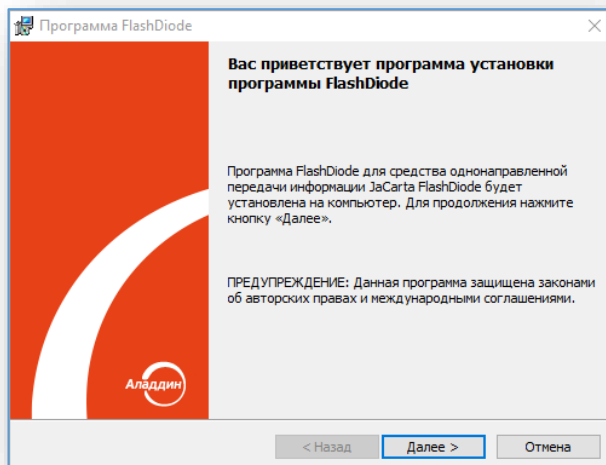 Программа FlashDiode
Вас приветствует программа установки
программы FlashDiode
Программа FlashDiode для средства однонаправленной
передачи информации JaCarta FlashDiode будет
установлена на компьютер. Для продолжения нажмите
кнопку «Далее».
ПРЕДУПРЕЖДЕНИЕ: Данная программа защищена законами
об авторских правах и международными соглашениями.
Аладдин
< Назад
Далее >
Отмена